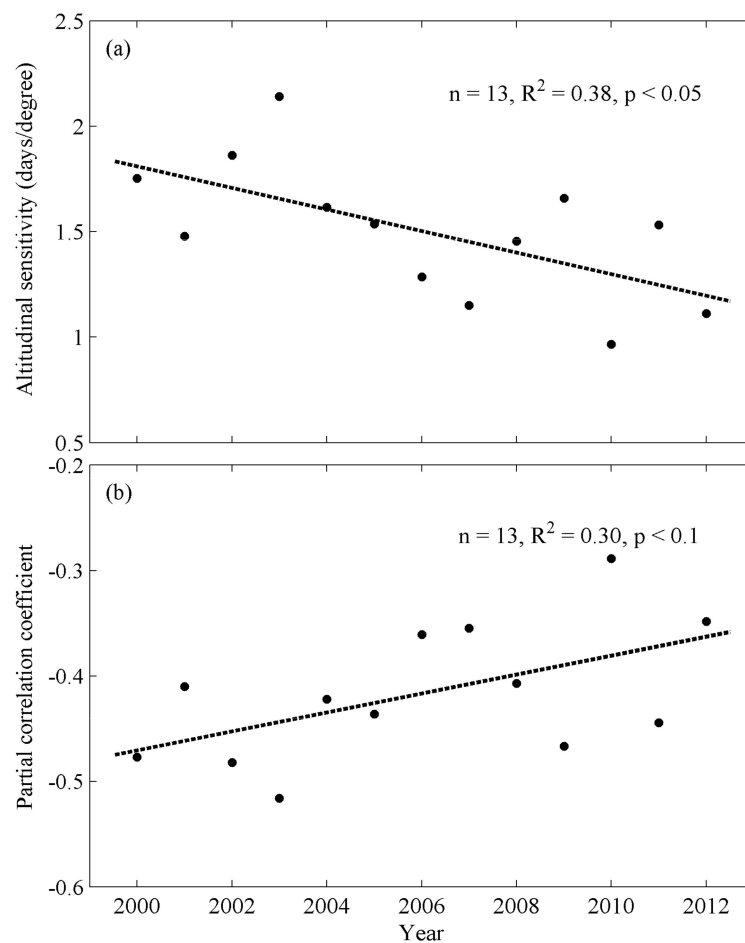 2.5
(a)
n = 13, R² = 0.38, p < 0.05
2
1.5
1
0.5
Altitudinal sensitivity (days/degree)
-0.2
(b)
n = 13, R² = 0.30, p < 0.1
-0.3
-0.4
-0.5
-0.6
Partial correlation coefficient
2000 2002 2004 2006 2008 2010 2012
Year